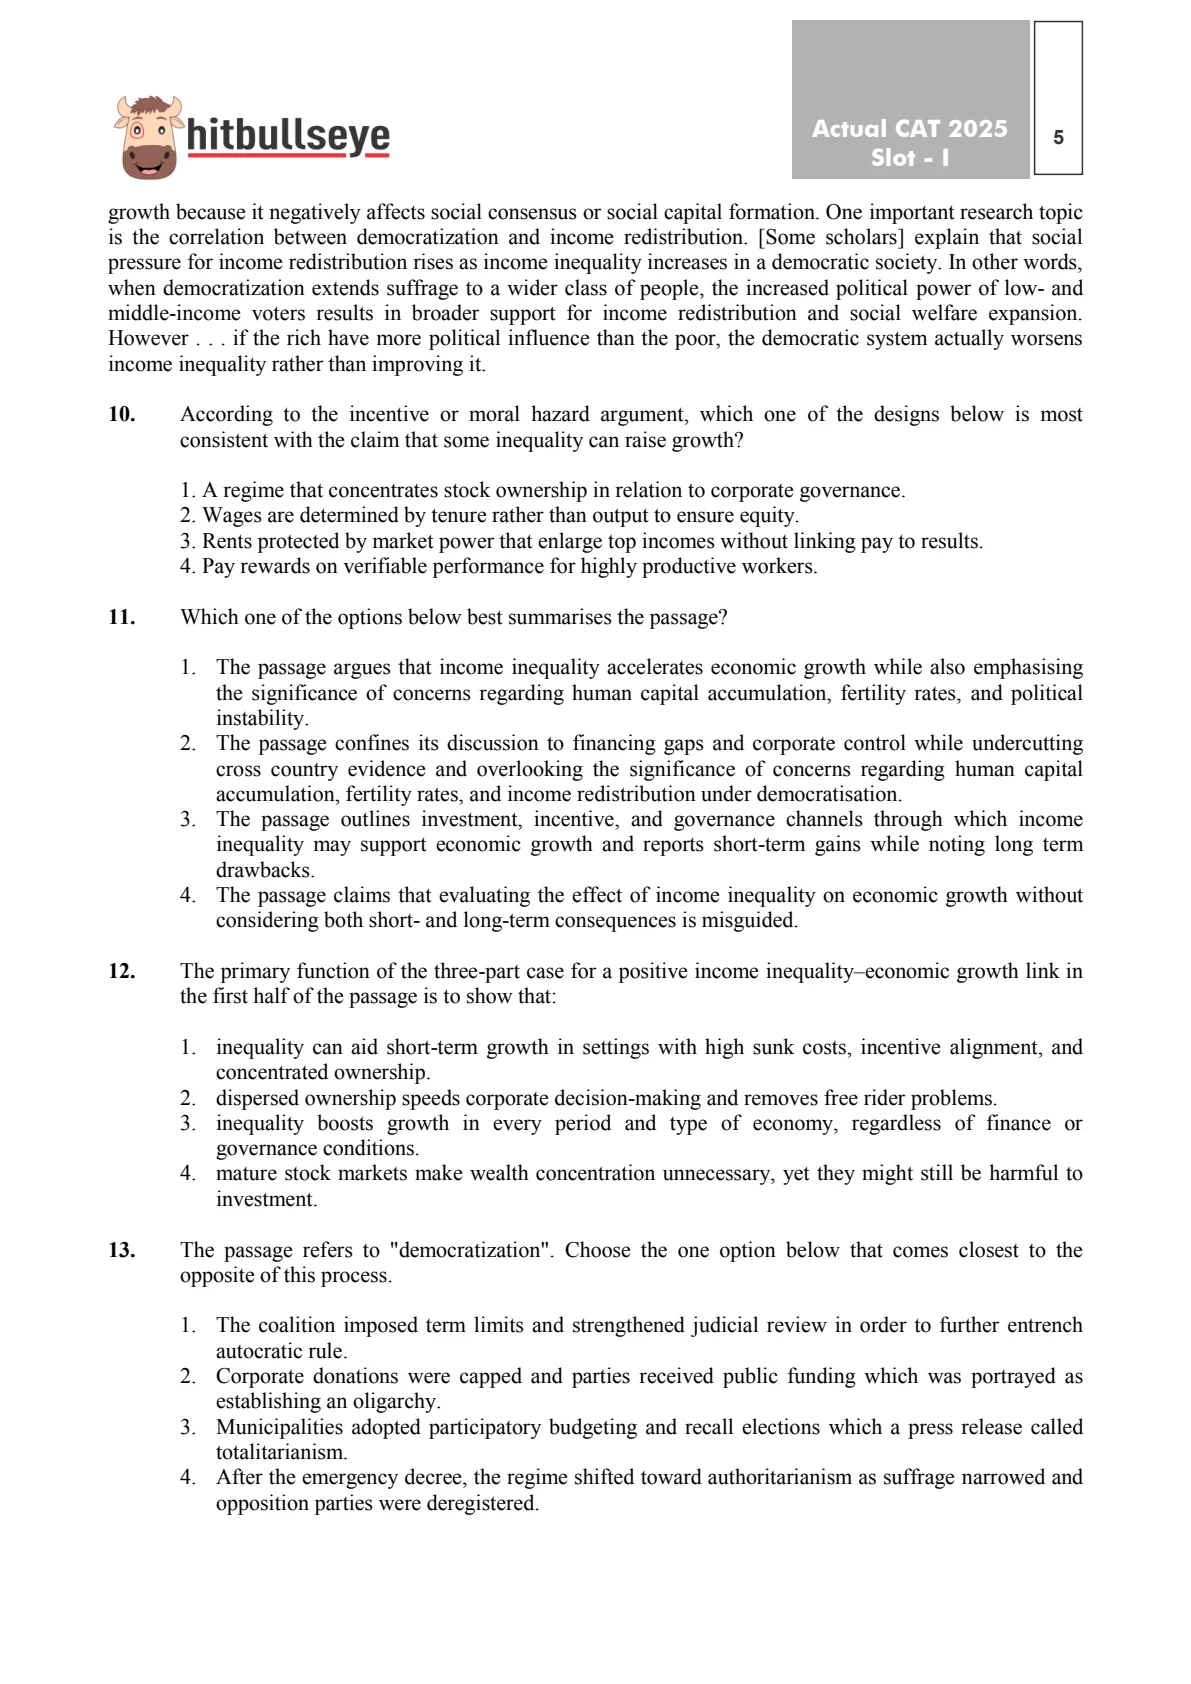 hitbullseye
Actual CAT 2025
Slot - I
5
growth because it negatively affects social consensus or social capital formation. One important research topic
is the correlation between democratization and income redistribution. [Some scholars] explain that social
pressure for income redistribution rises as income inequality increases in a democratic society. In other words,
when democratization extends suffrage to a wider class of people, the increased political power of low- and
middle-income voters results in broader support for income redistribution and social welfare expansion.
However . . . if the rich have more political influence than the poor, the democratic system actually worsens
income inequality rather than improving it.
10. According to the incentive or moral hazard argument, which one of the designs below is most
consistent with the claim that some inequality can raise growth?
1. A regime that concentrates stock ownership in relation to corporate governance.
2. Wages are determined by tenure rather than output to ensure equity.
3. Rents protected by market power that enlarge top incomes without linking pay to results.
4. Pay rewards on verifiable performance for highly productive workers.
11. Which one of the options below best summarises the passage?
1. The passage argues that income inequality accelerates economic growth while also emphasising
the significance of concerns regarding human capital accumulation, fertility rates, and political
instability.
2. The passage confines its discussion to financing gaps and corporate control while undercutting
cross country evidence and overlooking the significance of concerns regarding human capital
accumulation, fertility rates, and income redistribution under democratisation.
3. The passage outlines investment, incentive, and governance channels through which income
inequality may support economic growth and reports short-term gains while noting long term
drawbacks.
4. The passage claims that evaluating the effect of income inequality on economic growth without
considering both short- and long-term consequences is misguided.
12. The primary function of the three-part case for a positive income inequality–economic growth link in
the first half of the passage is to show that:
1. inequality can aid short-term growth in settings with high sunk costs, incentive alignment, and
concentrated ownership.
2. dispersed ownership speeds corporate decision-making and removes free rider problems.
3. inequality boosts growth in every period and type of economy, regardless of finance or
governance conditions.
4. mature stock markets make wealth concentration unnecessary, yet they might still be harmful to
investment.
13. The passage refers to "democratization". Choose the one option below that comes closest to the
opposite of this process.
1. The coalition imposed term limits and strengthened judicial review in order to further entrench
autocratic rule.
2. Corporate donations were capped and parties received public funding which was portrayed as
establishing an oligarchy.
3. Municipalities adopted participatory budgeting and recall elections which a press release called
totalitarianism.
4. After the emergency decree, the regime shifted toward authoritarianism as suffrage narrowed and
opposition parties were deregistered.